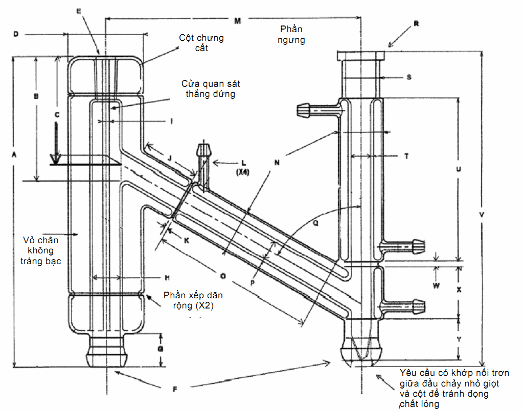 M
D
E
Cột chưng
cất
Phần
ngưng
R
S
Cửa quan sát
thẳng đứng
B
C
I
A
J
L
(X4)
N
T
U
V
Q
K
Vỏ chân
không
tráng bạc
H
O
P
W
X
Phần xếp dãn
rộng (X2)
G
Y
F
Yêu cầu có khớp nối trơn
giữa đầu chảy nhỏ giọt
và cột để tránh đọng
chất lỏng